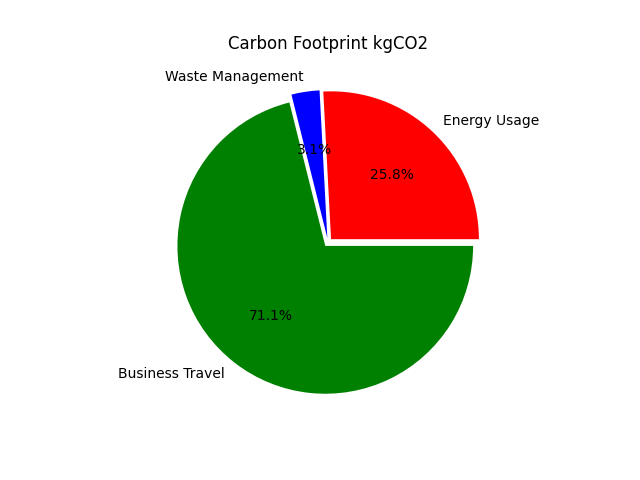 Carbon Footprint kgCO2
Waste Management
Energy Usage
3.1%
25.8%
71.1%
Business Travel